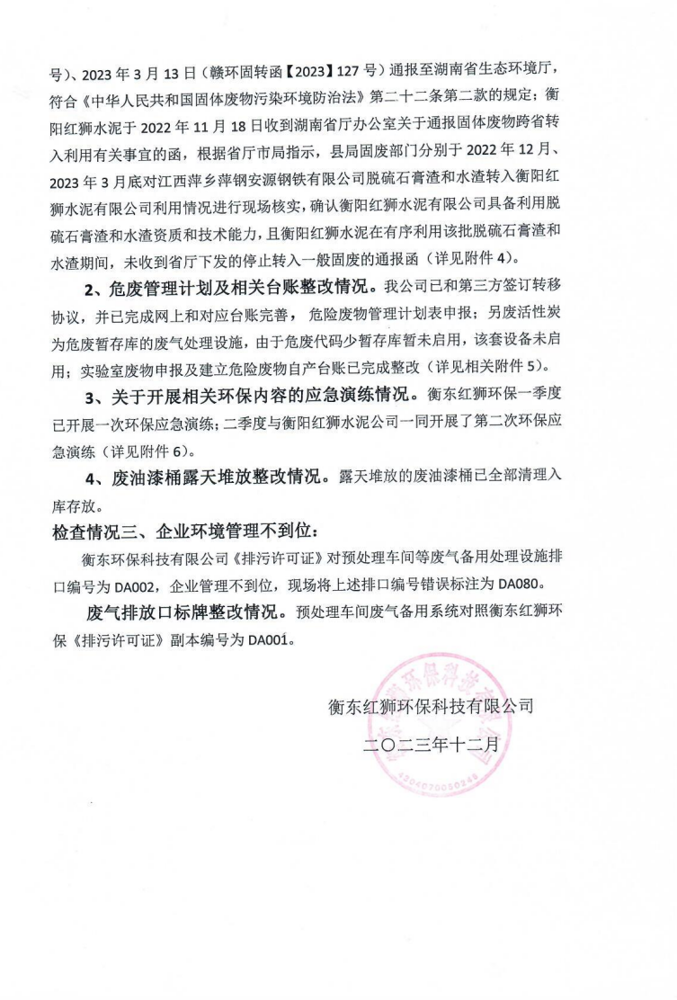 号）、2023 年 3 月 13 日（赣环固转函【2023】127 号）通报至湖南省生态环境厅，
符合《中华人民共和国固体废物污染环境防治法》第二十二条第二款的规定；衡
阳红狮水泥于 2022 年 11 月 18 日收到湖南省厅办公室关于通报固体废物跨省转
入利用有关事宜的函，根据省厅市局指示，县局固废部门分别于 2022 年 12 月、
2023 年 3 月底对江西萍乡萍钢安源钢铁有限公司脱硫石膏渣和水渣转入衡阳红
狮水泥有限公司利用情况进行现场核实，确认衡阳红狮水泥有限公司具备利用脱
硫石膏渣和水渣资质和技术能力，且衡阳红狮水泥在有序利用该批脱硫石膏渣和
水渣期间，未收到省厅下发的停止转入一般固废的通报函（详见附件 4）。
2、危废管理计划及相关台账整改情况。我公司已和第三方签订转移
协议，并已完成网上和对应台账完善， 危险废物管理计划表申报；另废活性炭
为危废暂存库的废气处理设施，由于危废代码少暂存库暂未启用，该套设备未启
用；实验室废物申报及建立危险废物自产台账已完成整改（详见相关附件 5）。
3、关于开展相关环保内容的应急演练情况。衡东红狮环保一季度
已开展一次环保应急演练；二季度与衡阳红狮水泥公司一同开展了第二次环保应
急演练（详见附件 6）。
4、废油漆桶露天堆放整改情况。露天堆放的废油漆桶已全部清理入
库存放。
检查情况三、企业环境管理不到位：
衡东环保科技有限公司《排污许可证》对预处理车间等废气备用处理设施排
口编号为 DA002，企业管理不到位，现场将上述排口编号错误标注为 DA080。
废气排放口标牌整改情况。预处理车间废气备用系统对照衡东红狮环
保《排污许可证》副本编号为 DA001。
衡东红狮环保科技有限公司
二〇二三年十二月